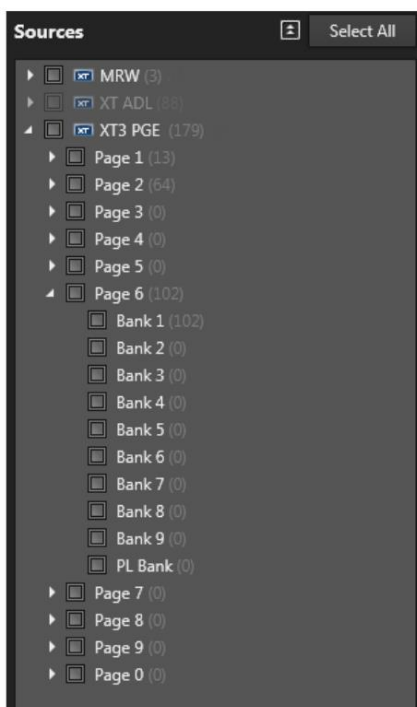 Sources Select All
XT MRW (3)
XT XT ADL (88)
XT XT3 PGE (179)
Page 1 (13)
Page 2 (64)
Page 3 (0)
Page 4 (0)
Page 5 (0)
Page 6 (102)
Bank 1 (102)
Bank 2 (0)
Bank 3 (0)
Bank 4 (0)
Bank 5 (0)
Bank 6 (0)
Bank 7 (0)
Bank 8 (0)
Bank 9 (0)
PL Bank (0)
Page 7 (0)
Page 8 (0)
Page 9 (0)
Page 0 (0)